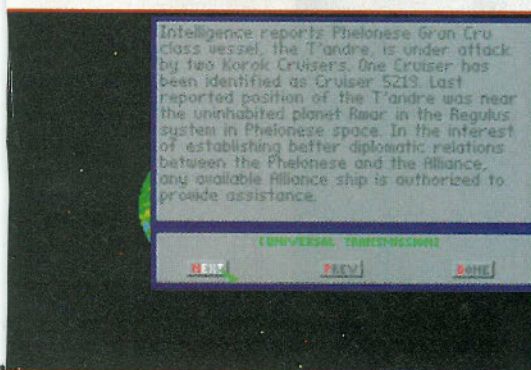 Intelligence reports Phelonese Gran Cru
class vessel, the T'andre, is under attack
by two Korok Cruisers. One Cruiser has
been identified as Cruiser 5219. Last
reported position of the T'andre was near
the uninhabited planet Rwar in the Regulus
system in Phelonese space. In the interest
of establishing better diplomatic relations
between the Phelonese and the Alliance,
any available Alliance ship is authorized to
provide assistance.
[UNIVERSAL TRANSMISSION]
NEXT PREV DONE